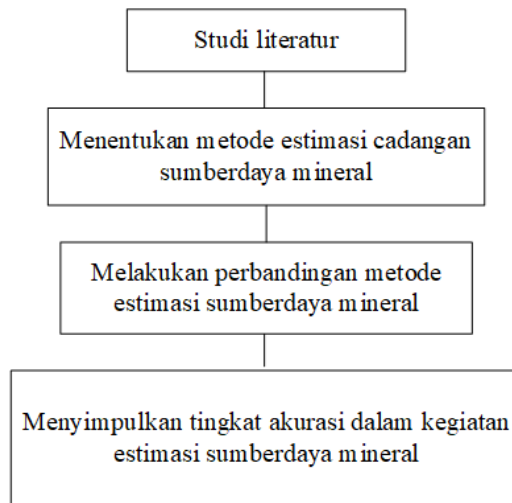 Studi literatur
Menentukan metode estimasi cadangan
sumberdaya mineral
Melakukan perbandingan metode
estimasi sumberdaya mineral
Menyimpulkan tingkat akurasi dalam kegiatan
estimasi sumberdaya mineral